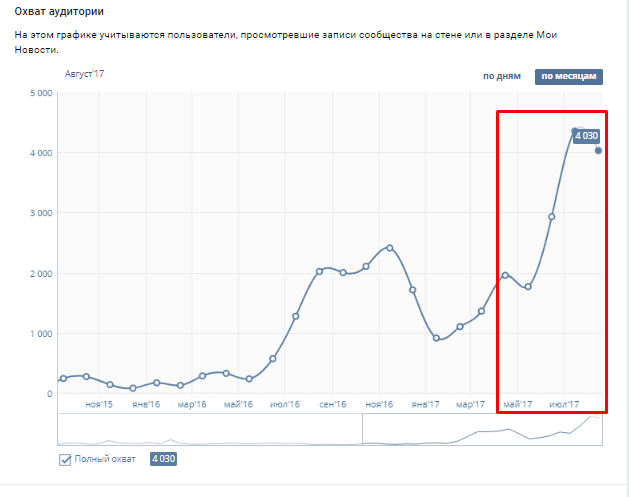 Охват аудитории
На этом графике учитываются пользователи, просмотревшие записи сообщества на стене или в разделе Мои
Новости.
Август'17
по дням
по месяцам
5 000
4 000
3 000
2 000
1 000
0
4 030
ноя'15
янв'16
мар'16
май'16
июл'16
сен'16
ноя'16
янв'17
мар'17
май'17
июл'17
Полный охват
4 030